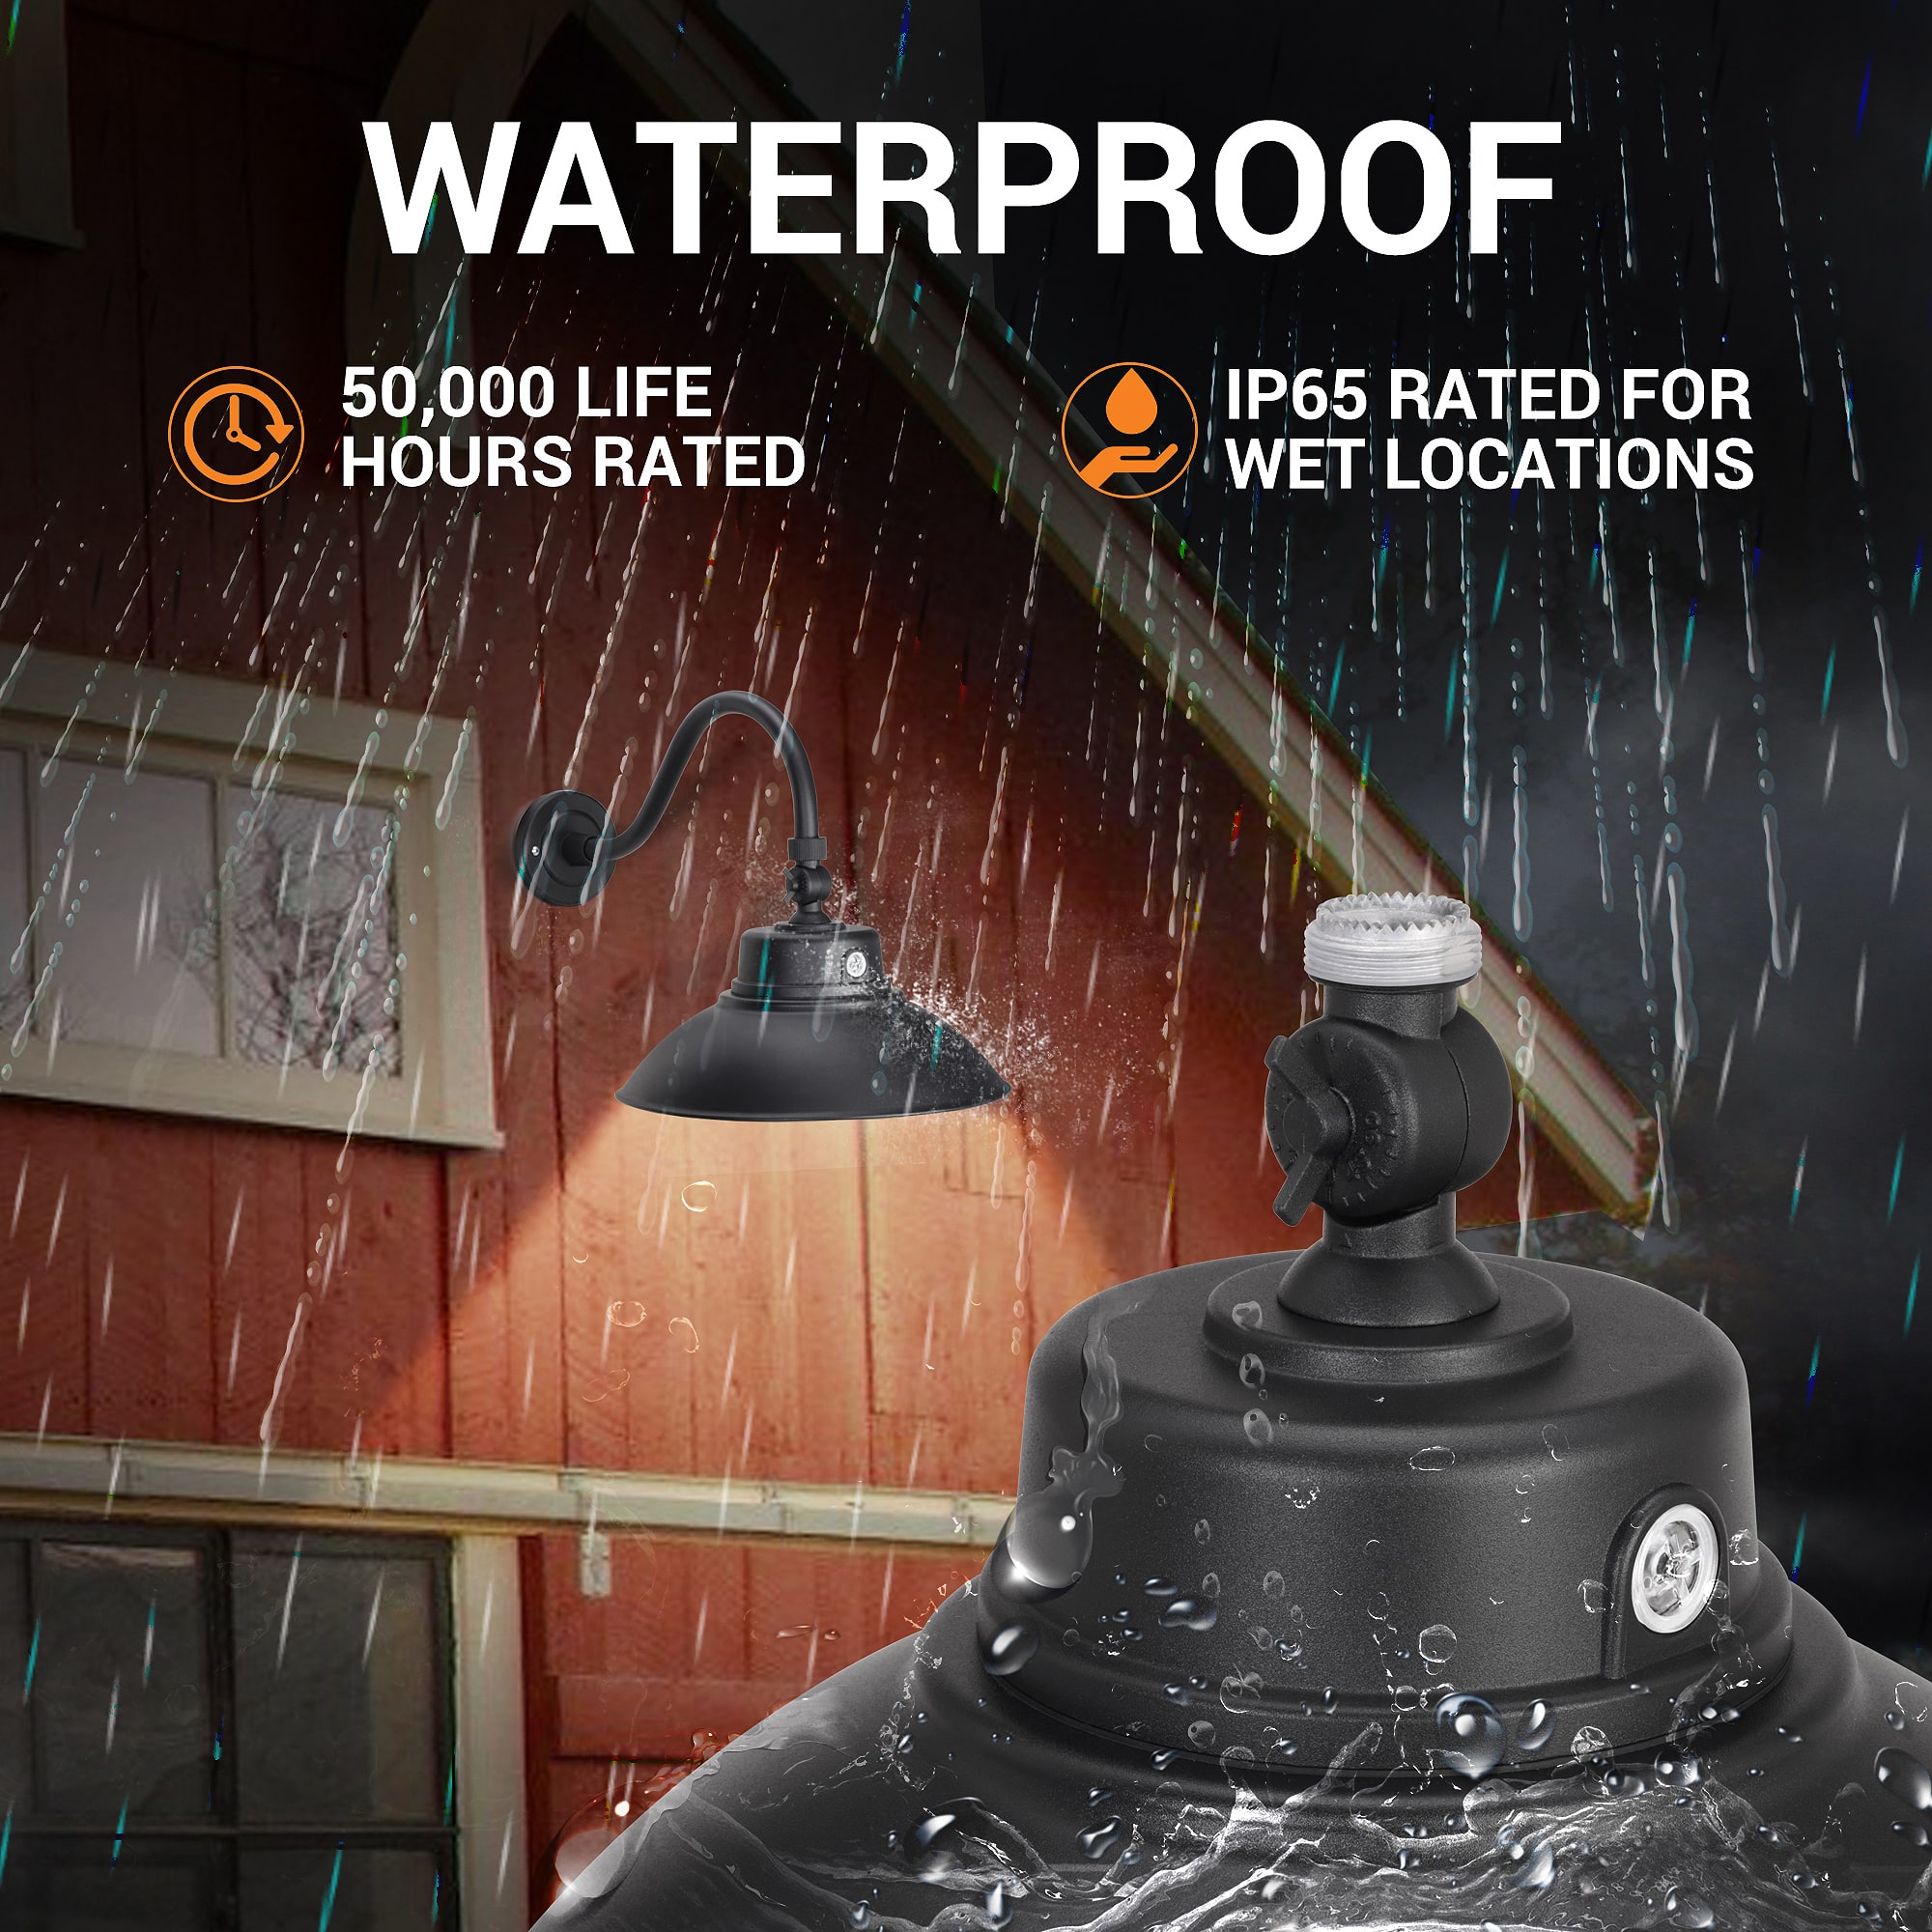 WATERPROOF
50,000 LIFE
HOURS RATED
IP65 RATED FOR
WET LOCATIONS